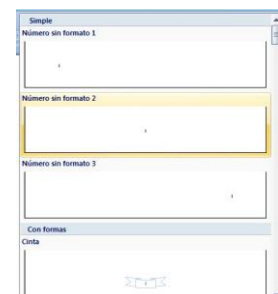 Simple
Número sin formato 1
Número sin formato 2
Número sin formato 3
Con formas
Cinta